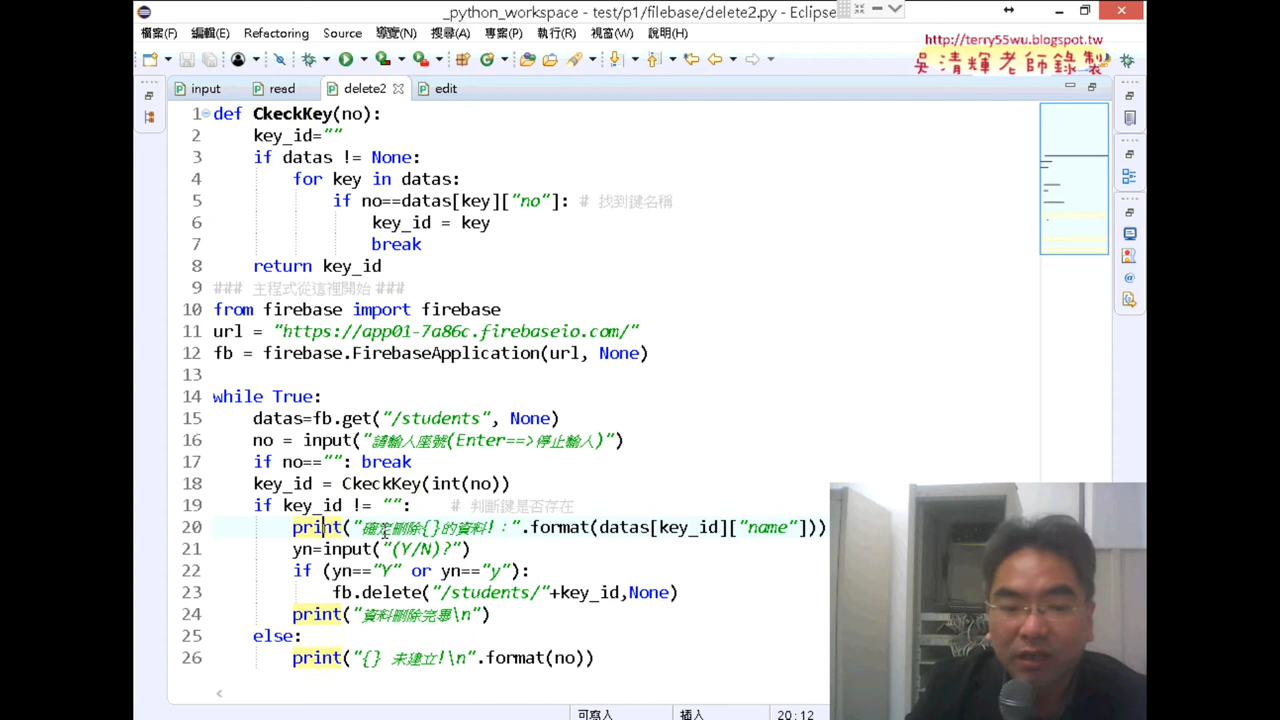 _python_workspace - test/p1/filebase/delete2.py - Eclipse
檔案(F) 編輯(E) Refactoring Source 導覽(N) 搜尋(A) 專案(P) 執行(R) 視窗(W) 說明(H)
http://terry55wu.blogspot.tw
吳清輝老師錄製
input read delete2 edit
1 def CkeckKey(no):
2 key_id=""
3 if datas != None:
4 for key in datas:
5 if no==datas[key]["no"]: # 找到鍵名稱
6 key_id = key
7 break
8 return key_id
9 ### 主程式從這裡開始 ###
10 from firebase import firebase
11 url = "https://app01-7a86c.firebaseio.com/"
12 fb = firebase.FirebaseApplication(url, None)
13
14 while True:
15 datas=fb.get("/students", None)
16 no = input("請輸入座號(Enter==>停止輸入)")
17 if no=="": break
18 key_id = CkeckKey(int(no))
19 if key_id != "": # 判斷鍵是否存在
20 print("確定刪除{}的資料!：".format(datas[key_id]["name"]))
21 yn=input("(Y/N)?")
22 if (yn=="Y" or yn=="y"):
23 fb.delete("/students/"+key_id,None)
24 print("資料刪除完畢\n")
25 else:
26 print("{} 未建立!\n".format(no))
可寫入 插入 20:12